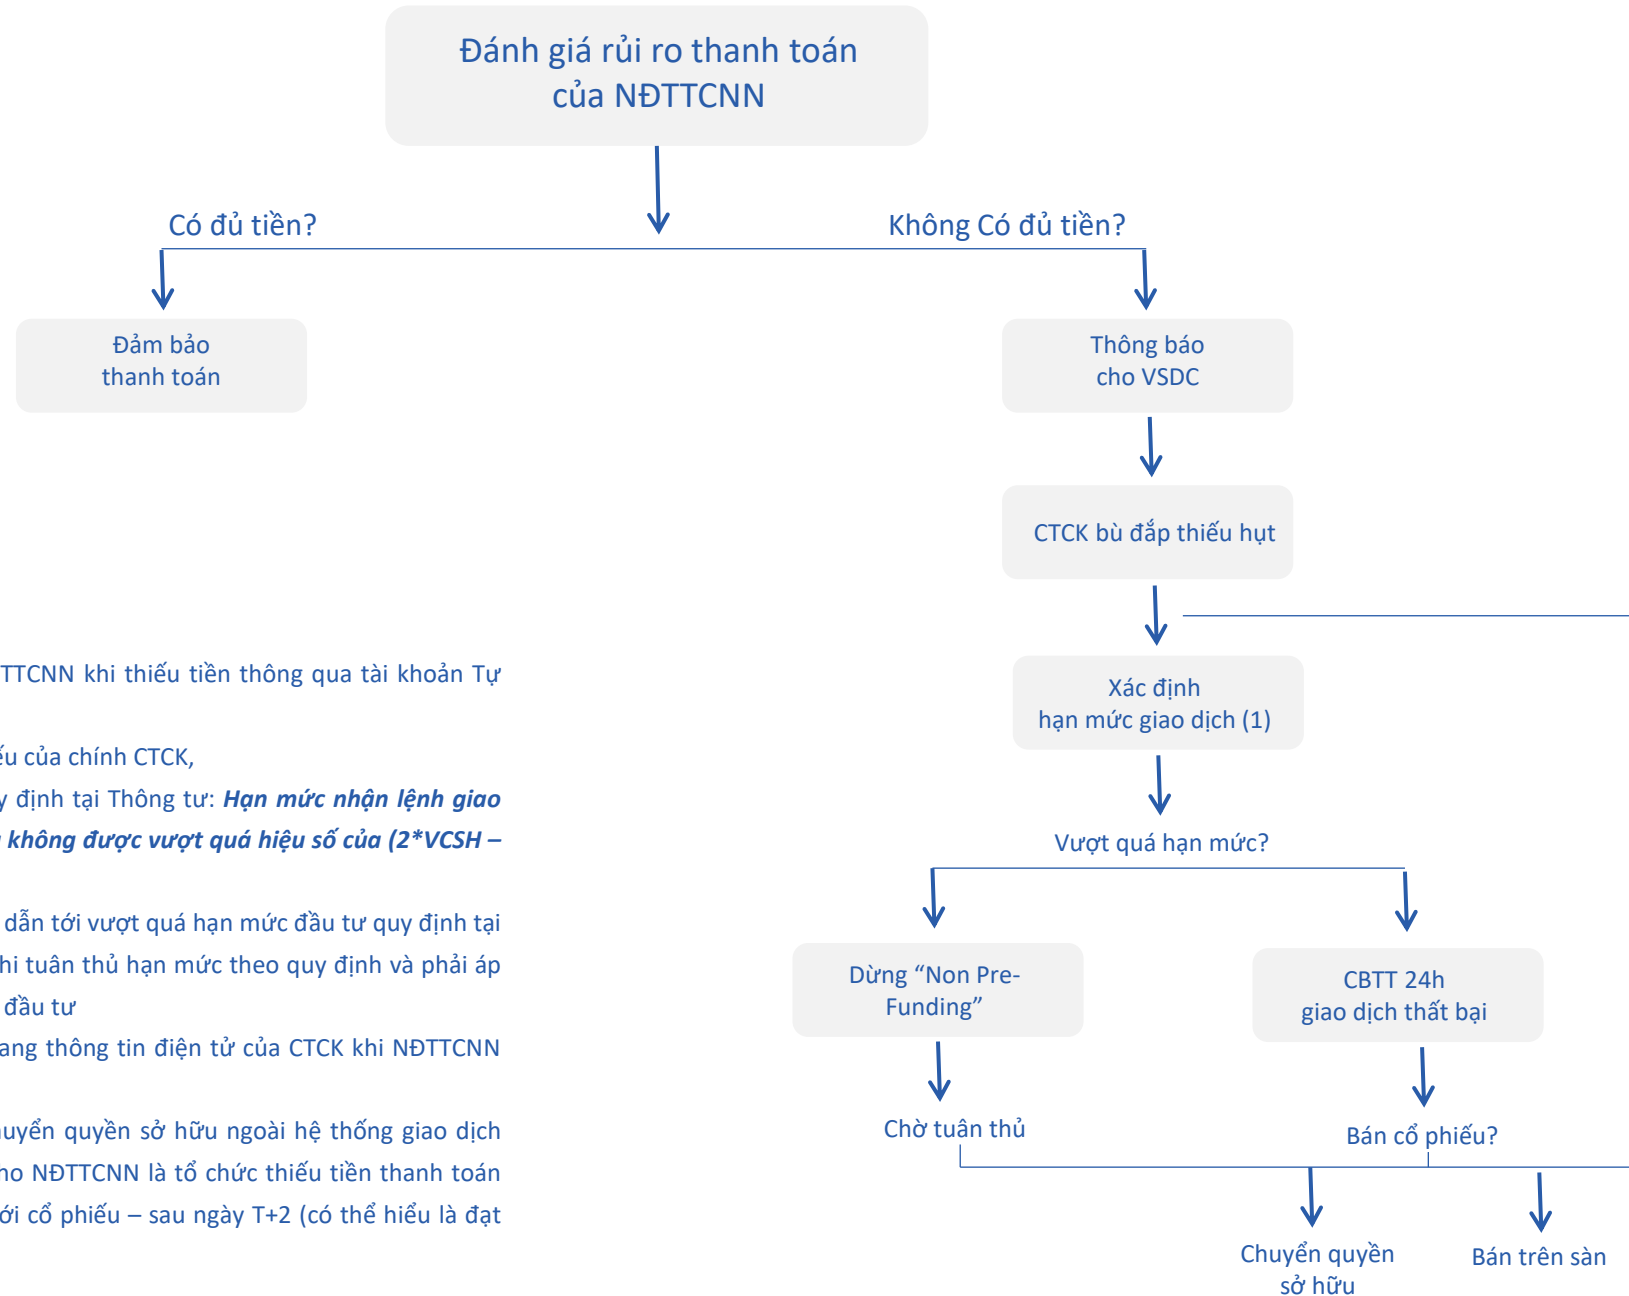 Đánh giá rủi ro thanh toán
của NĐTTCNN
Có đủ tiền?
Không Có đủ tiền?
Đảm bảo
thanh toán
Thông báo
cho VSDC
CTCK bù đắp thiếu hụt
Xác định
hạn mức giao dịch (1)
Vượt quá hạn mức?
Dừng “Non Pre-
Funding”
CBTT 24h
giao dịch thất bại
Chờ tuân thủ
Bán cổ phiếu?
Chuyển quyền
sở hữu
Bán trên sàn
TTCNN khi thiếu tiền thông qua tài khoản Tự
của chính CTCK,
định tại Thông tư: Hạn mức nhận lệnh giao
không được vượt quá hiệu số của (2*VCSH –
dẫn tới vượt quá hạn mức đầu tư quy định tại
hi tuân thủ hạn mức theo quy định và phải áp
đầu tư
ang thông tin điện tử của CTCK khi NĐTTCNN
uyển quyền sở hữu ngoài hệ thống giao dịch
ho NĐTTCNN là tổ chức thiếu tiền thanh toán
ới cổ phiếu – sau ngày T+2 (có thể hiểu là đạt